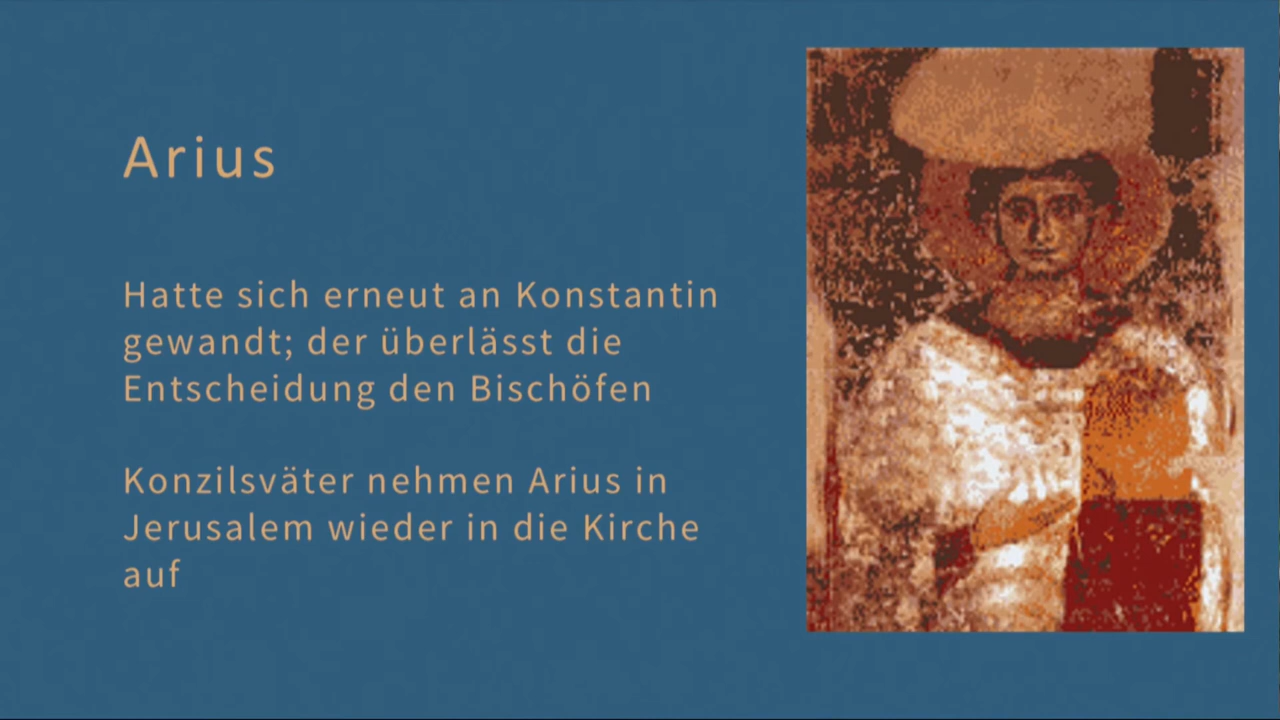 Arius
Hatte sich erneut an Konstantin
gewandt; der überlässt die
Entscheidung den Bischöfen
Konzilsväter nehmen Arius in
Jerusalem wieder in die Kirche
auf